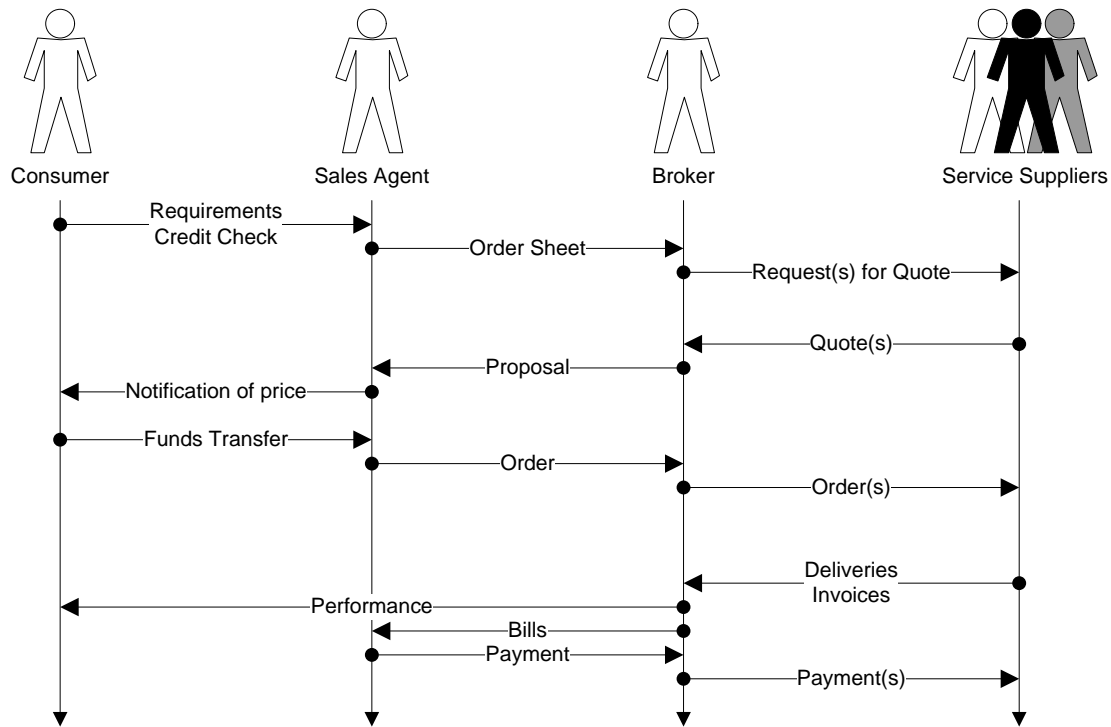 Consumer
Sales Agent
Broker
Service Suppliers
Requirements
Credit Check
Order Sheet
Request(s) for Quote
Quote(s)
Proposal
Notification of price
Funds Transfer
Order
Order(s)
Deliveries
Invoices
Performance
Bills
Payment
Payment(s)